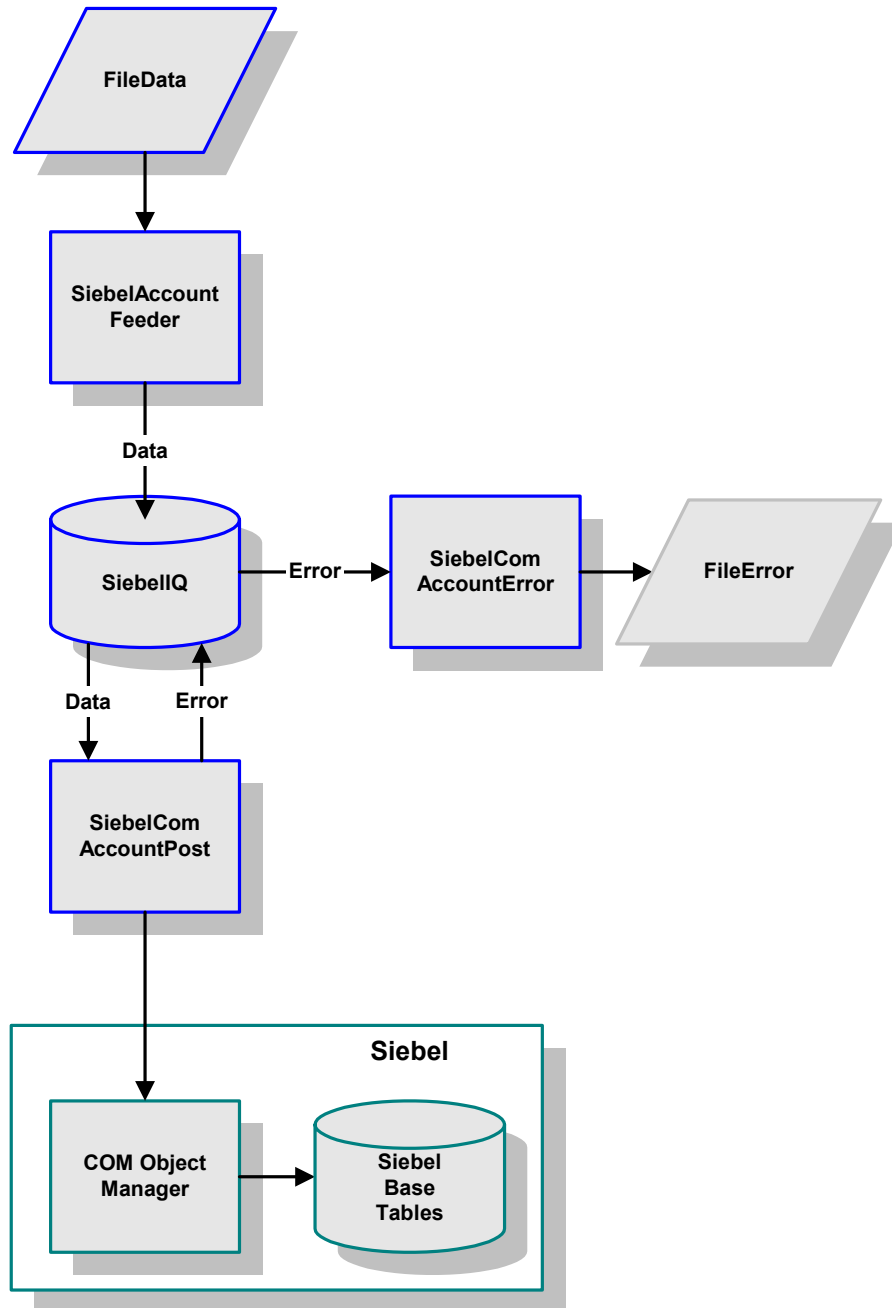 FileData
SiebelAccount
Feeder
Data
SiebelIQ
Error
SiebelCom
AccountError
FileError
Data
Error
SiebelCom
AccountPost
Siebel
COM Object
Manager
Siebel
Base
Tables